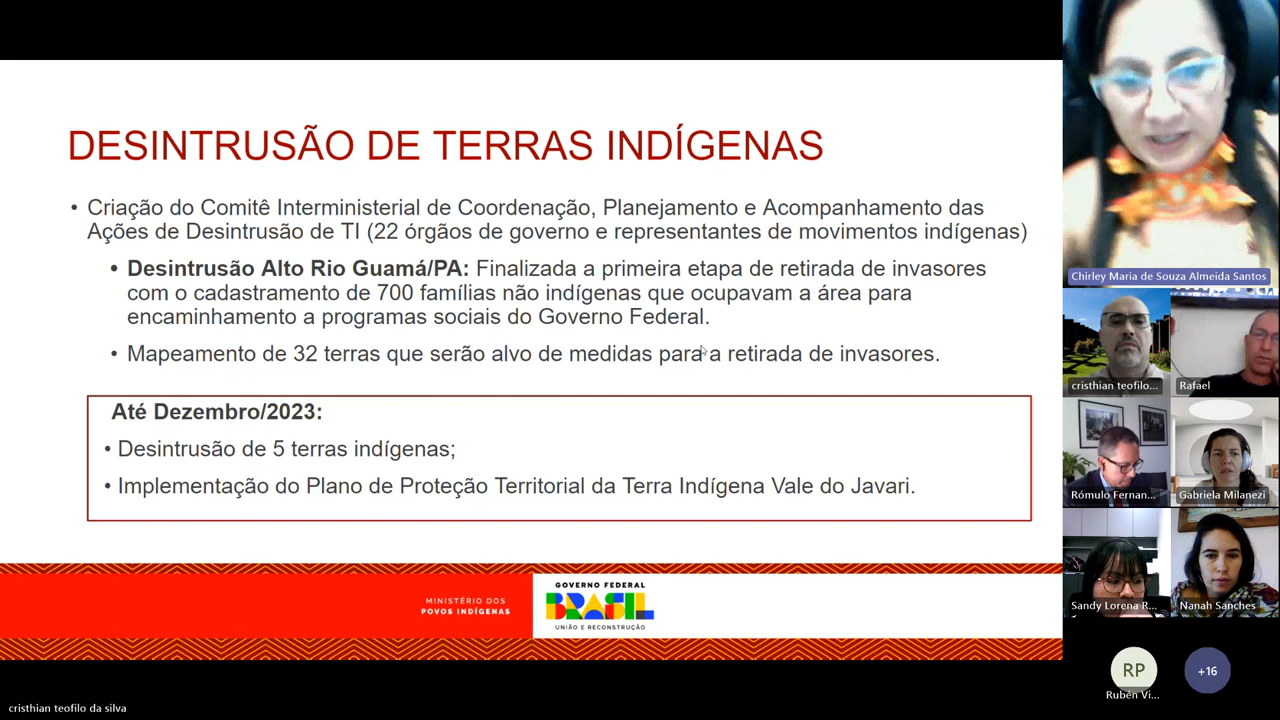 DESINTRUSÃO DE TERRAS INDÍGENAS
• Criação do Comitê Interministerial de Coordenação, Planejamento e Acompanhamento das
Ações de Desintrusão de TI (22 órgãos de governo e representantes de movimentos indígenas)
• Desintrusão Alto Rio Guamá/PA: Finalizada a primeira etapa de retirada de invasores
com o cadastramento de 700 famílias não indígenas que ocupavam a área para
encaminhamento a programas sociais do Governo Federal.
• Mapeamento de 32 terras que serão alvo de medidas para a retirada de invasores.
Até Dezembro/2023:
• Desintrusão de 5 terras indígenas;
• Implementação do Plano de Proteção Territorial da Terra Indígena Vale do Javari.
MINISTÉRIO DOS
POVOS INDÍGENAS
GOVERNO FEDERAL
BRASIL
UNIÃO E RECONSTRUÇÃO
cristhian teofilo da silva
Chirley Maria de Souza Almeida Santos
cristhian teofilo...
Rafael
Rómulo Fernan...
Gabriela Milanezi
Sandy Lorena R...
Nanah Sanches
RP
Rubén Vi...
+16